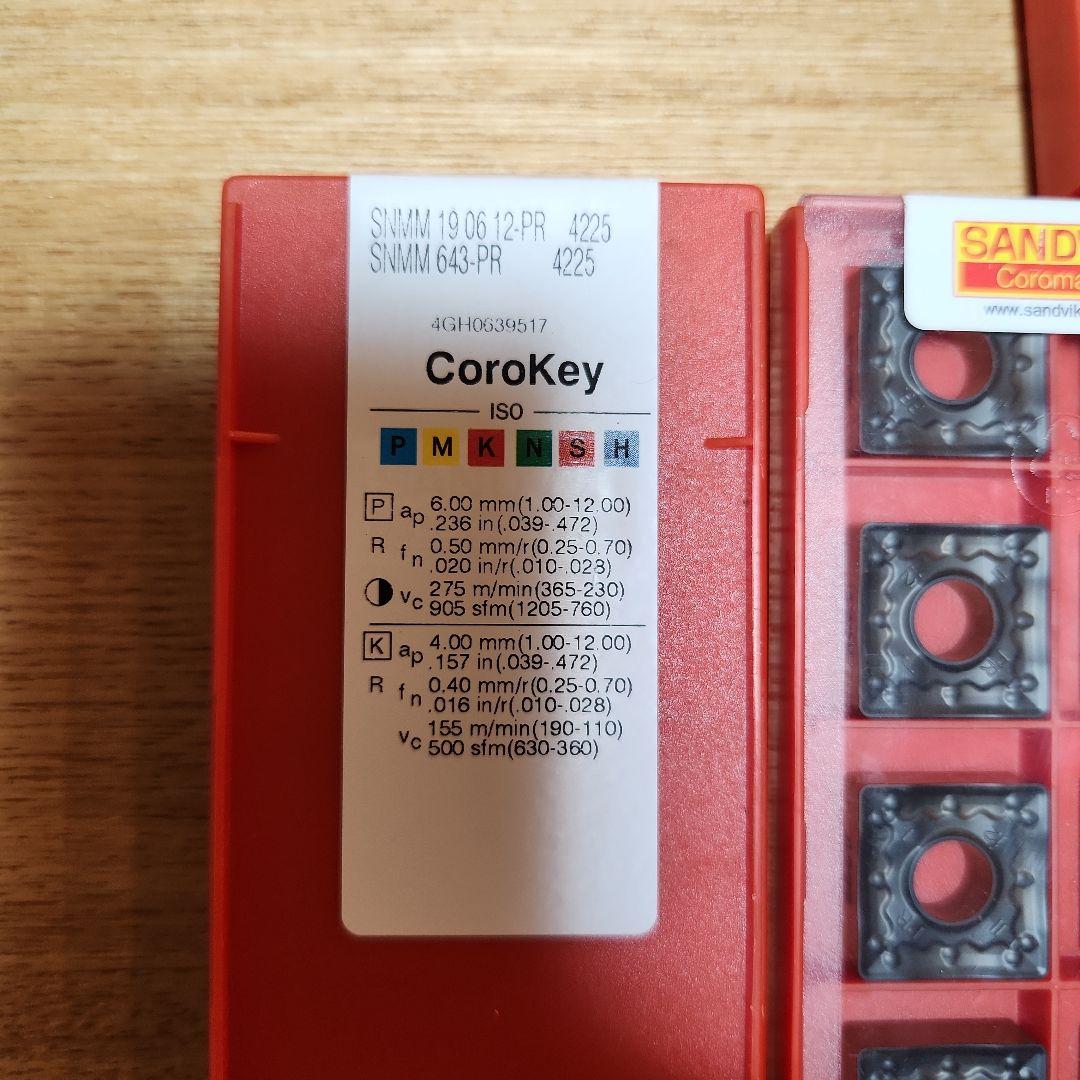 SNMM 19 06 12-PR 4225
SNMM 643-PR 4225
4GH0639517
CoroKey
ISO
P M K N S H
P ap 6.00 mm(1.00-12.00)
.236 in(.039-.472)
R fn 0.50 mm/r(0.25-0.70)
.020 in/r(.010-.028)
vc 275 m/min(365-230)
905 sfm(1205-760)
K ap 4.00 mm(1.00-12.00)
.157 in(.039-.472)
R fn 0.40 mm/r(0.25-0.70)
.016 in/r(.010-.028)
vc 155 m/min(190-110)
500 sfm(630-360)
SANDV
Coroma
www.sandvik